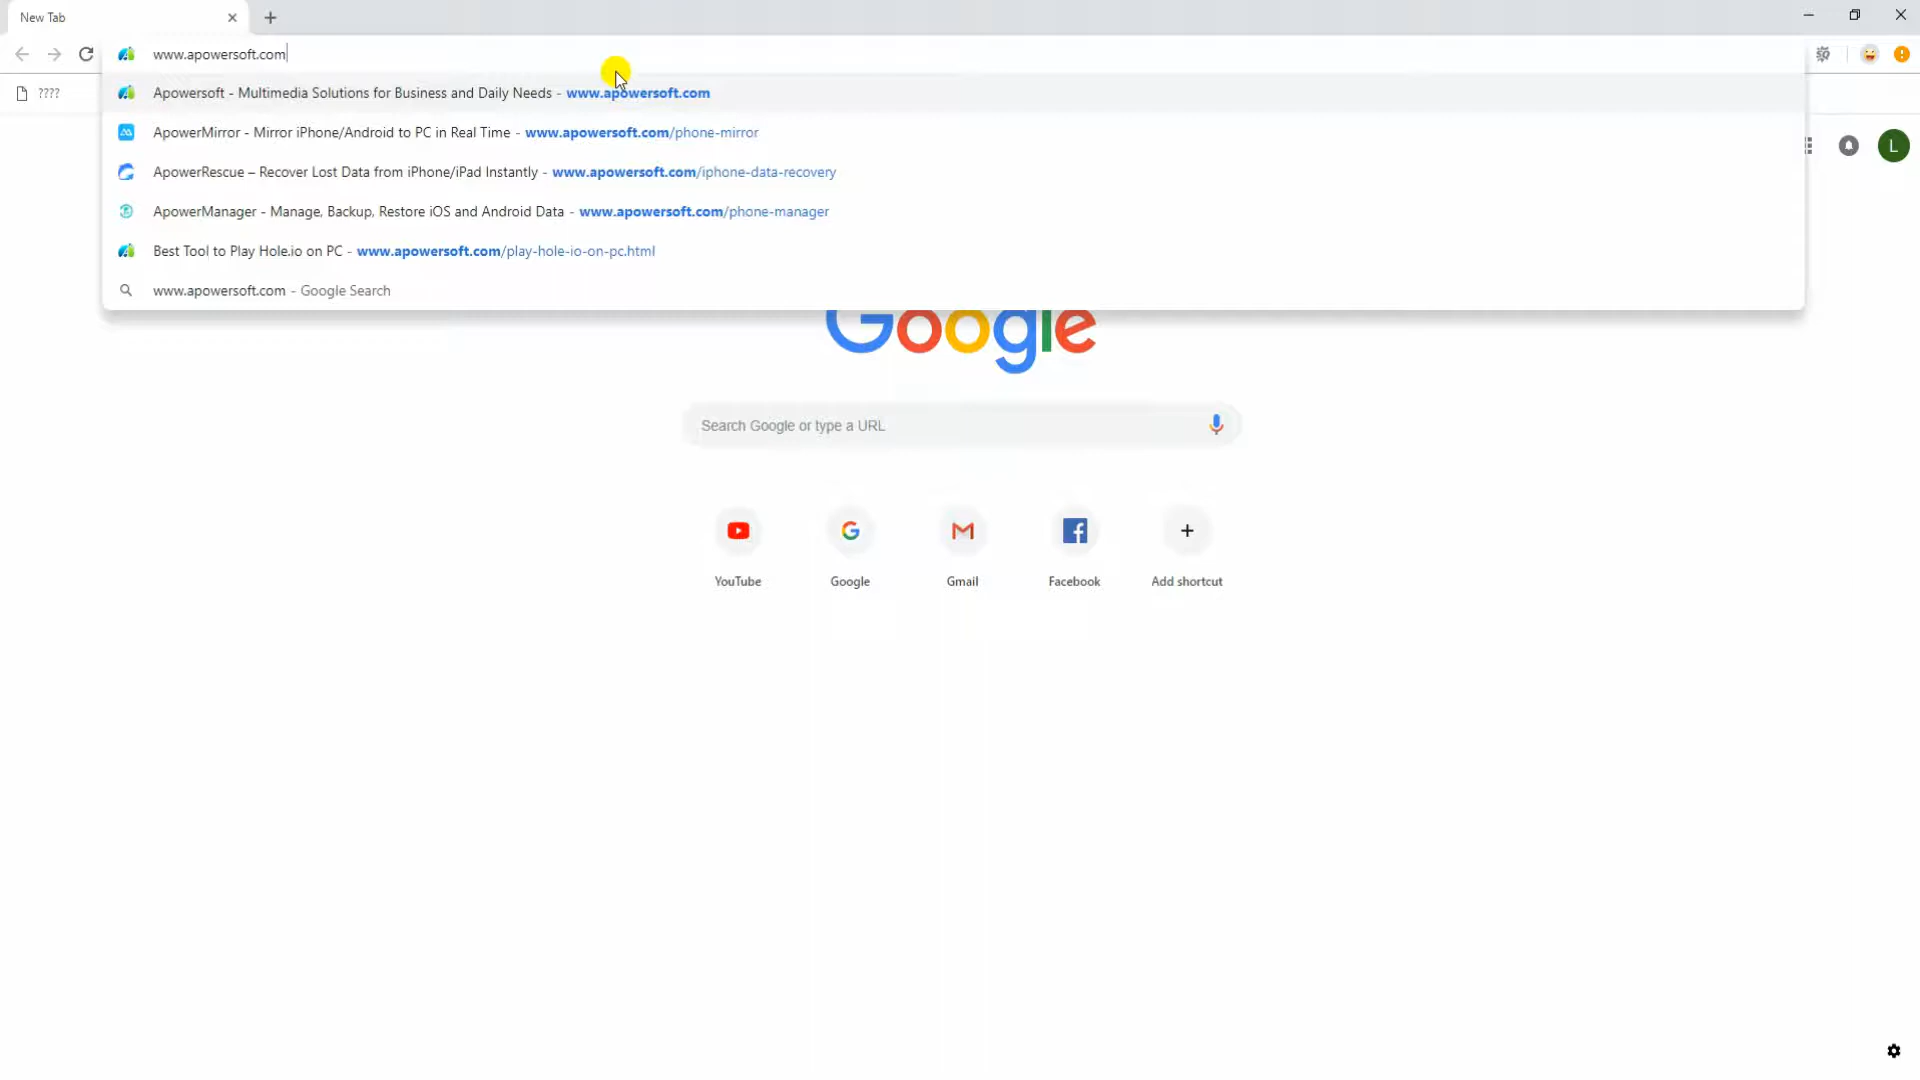 New Tab
www.apowersoft.com
????
Apowersoft - Multimedia Solutions for Business and Daily Needs - www.apowersoft.com
ApowerMirror - Mirror iPhone/Android to PC in Real Time - www.apowersoft.com/phone-mirror
ApowerRescue – Recover Lost Data from iPhone/iPad Instantly - www.apowersoft.com/iphone-data-recovery
ApowerManager - Manage, Backup, Restore iOS and Android Data - www.apowersoft.com/phone-manager
Best Tool to Play Hole.io on PC - www.apowersoft.com/play-hole-io-on-pc.html
www.apowersoft.com - Google Search
L
Google
Search Google or type a URL
YouTube
Google
Gmail
Facebook
Add shortcut